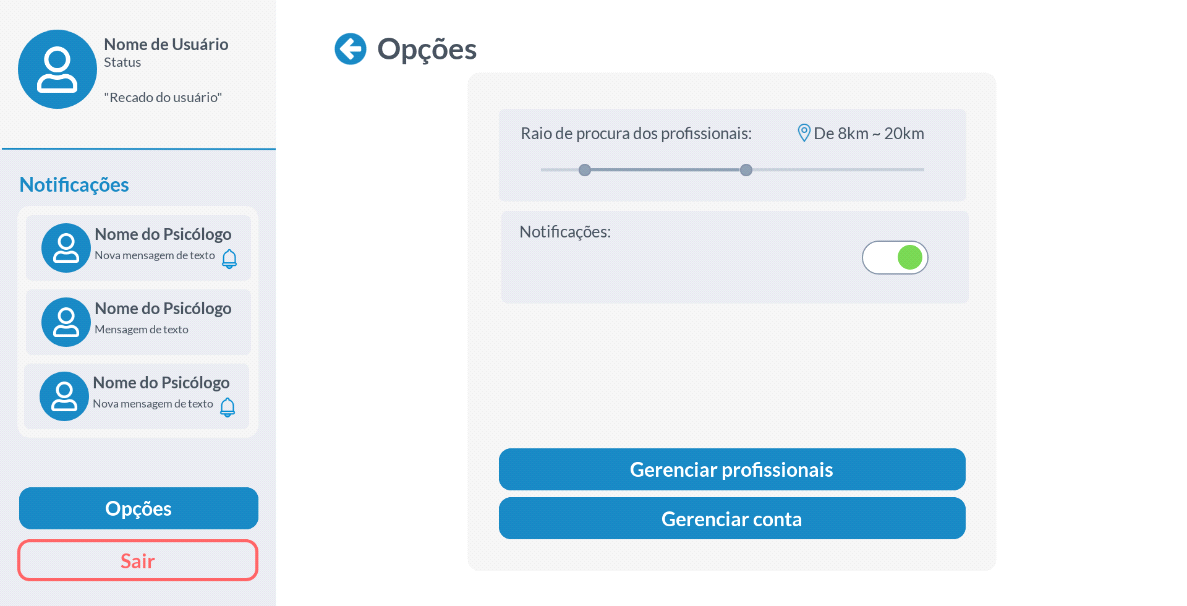 Nome de Usuário
Status
"Recado do usuário"
Notificações
Nome do Psicólogo
Nova mensagem de texto
Nome do Psicólogo
Mensagem de texto
Nome do Psicólogo
Nova mensagem de texto
Opções
Sair
Opções
Raio de procura dos profissionais: De 8km ~ 20km
Notificações:
Gerenciar profissionais
Gerenciar conta